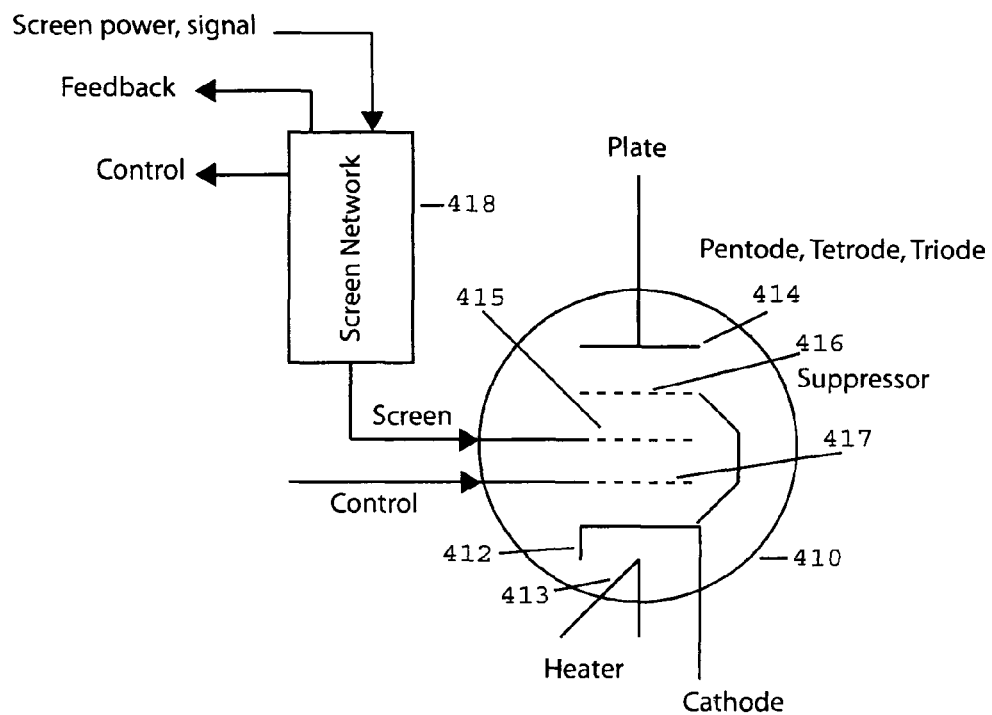 Screen power, signal
Feedback
Control
Screen Network
418
Plate
Pentode, Tetrode, Triode
415
414
416
Suppressor
Screen
417
Control
412
410
413
Heater
Cathode